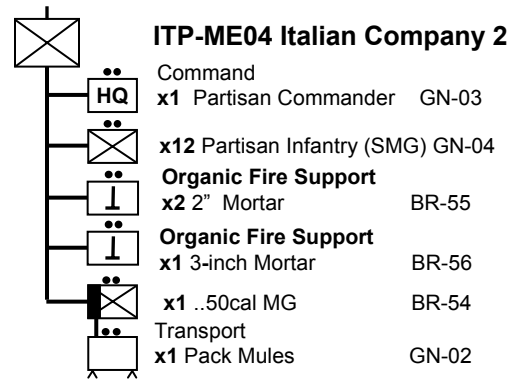 ITP-ME04 Italian Company 2
Command
HQ x1 Partisan Commander GN-03
x12 Partisan Infantry (SMG) GN-04
Organic Fire Support
x2 2” Mortar BR-55
Organic Fire Support
x1 3-inch Mortar BR-56
x1 ..50cal MG BR-54
Transport
x1 Pack Mules GN-02